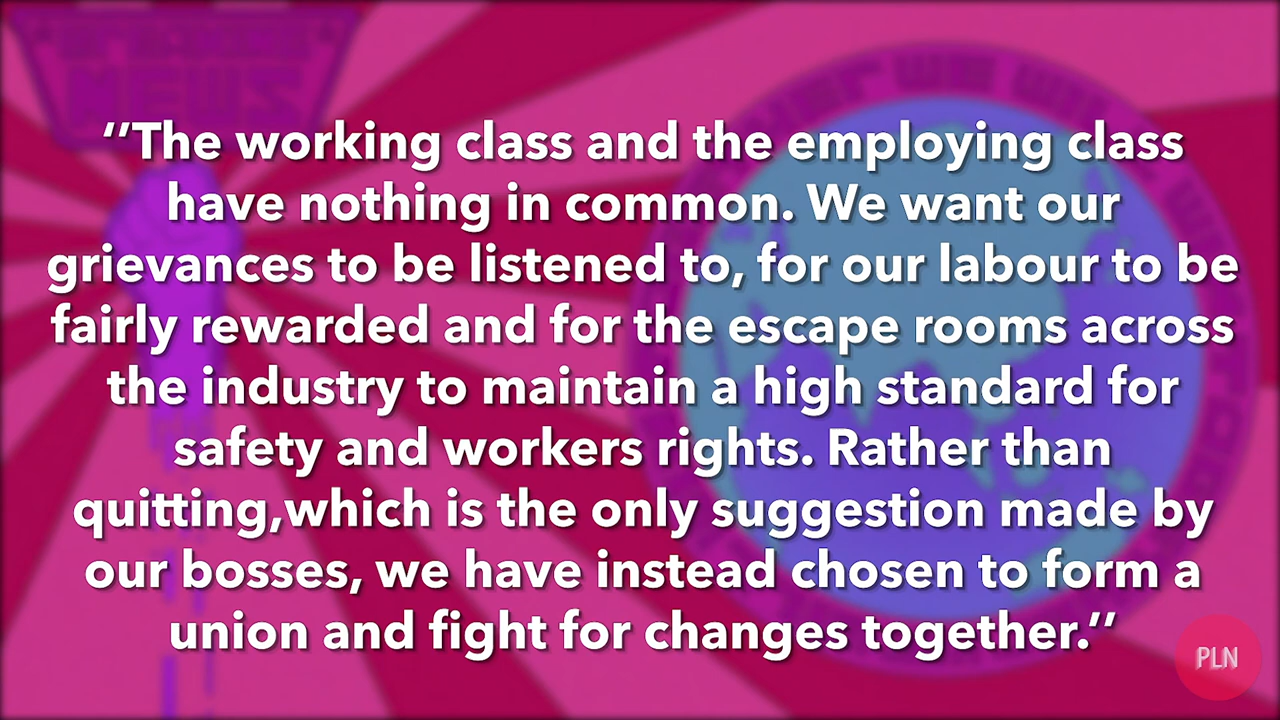 NEWS
‘‘The working class and the employing class
have nothing in common. We want our
grievances to be listened to, for our labour to be
fairly rewarded and for the escape rooms across
the industry to maintain a high standard for
safety and workers rights. Rather than
quitting,which is the only suggestion made by
our bosses, we have instead chosen to form a
union and fight for changes together.’’
PLN